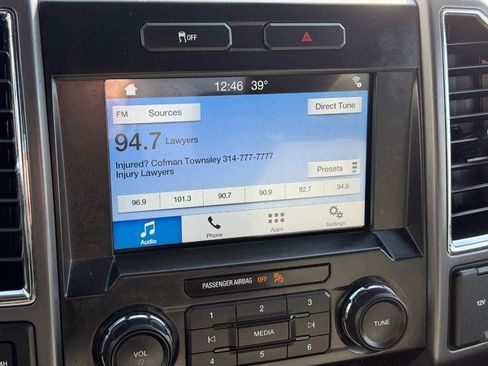 OFF
12:46 39°
FM Sources
Direct Tune
94.7 Lawyers
Injured? Cofman Townsley 314-777-7777
Injury Lawyers
Presets
96.9 101.3 90.7 90.9 92.7 94.9
Audio Phone Apps Settings
PASSENGER AIRBAG OFF
1 2 3
MEDIA
4 5 6
VOL
TUNE
12V